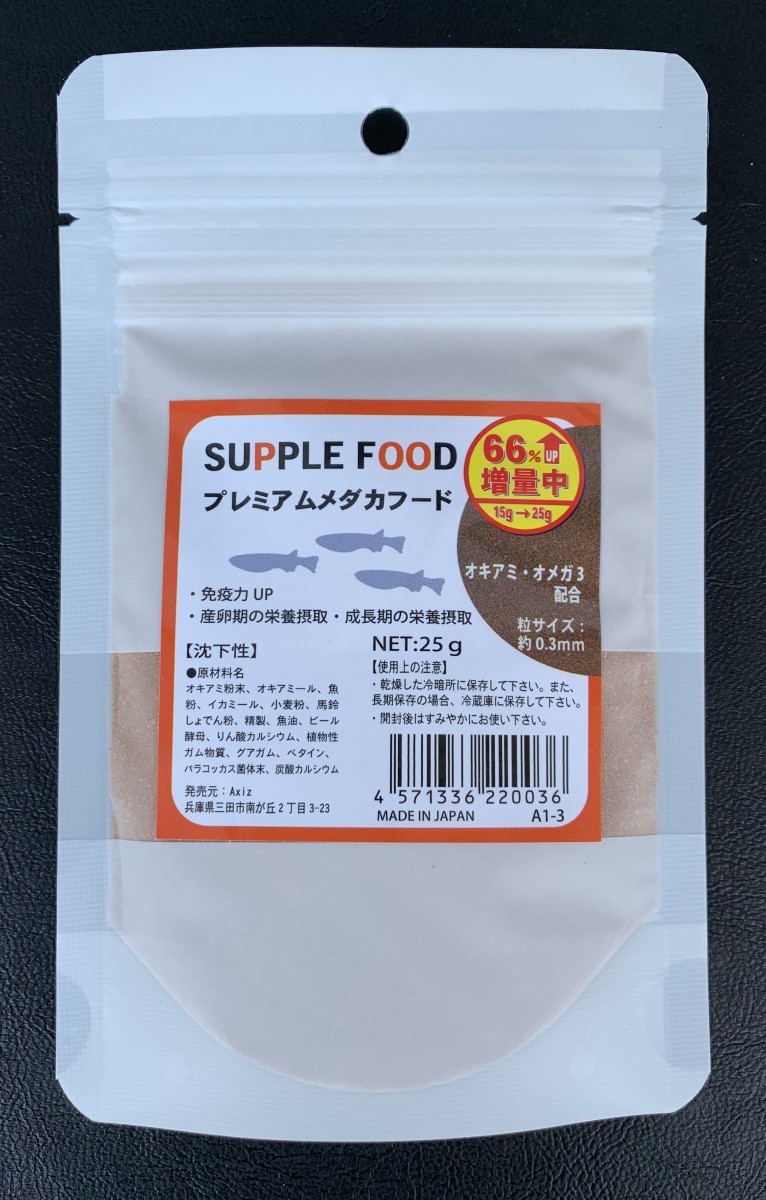 SUPPLE FOOD
プレミアムメダカフード
66%UP
増量中
15g→25g
オキアミ・オメガ3
配合
粒サイズ：
約0.3mm
・免疫力UP
・産卵期の栄養摂取・成長期の栄養摂取
【沈下性】
●原材料名
オキアミ粉末、オキアミール、魚
粉、イカミール、小麦粉、馬鈴
しょでん粉、精製、魚油、ビール
酵母、りん酸カルシウム、植物性
ガム物質、グアガム、ベタイン、
パラコッカス菌体末、炭酸カルシウム
発売元：Axiz
兵庫県三田市南が丘2丁目3-23
NET:25g
【使用上の注意】
・乾燥した冷暗所に保存して下さい。また、
長期保存の場合、冷蔵庫に保存して下さい。
・開封後はすみやかにお使い下さい。
4 571336 220036
MADE IN JAPAN A1-3